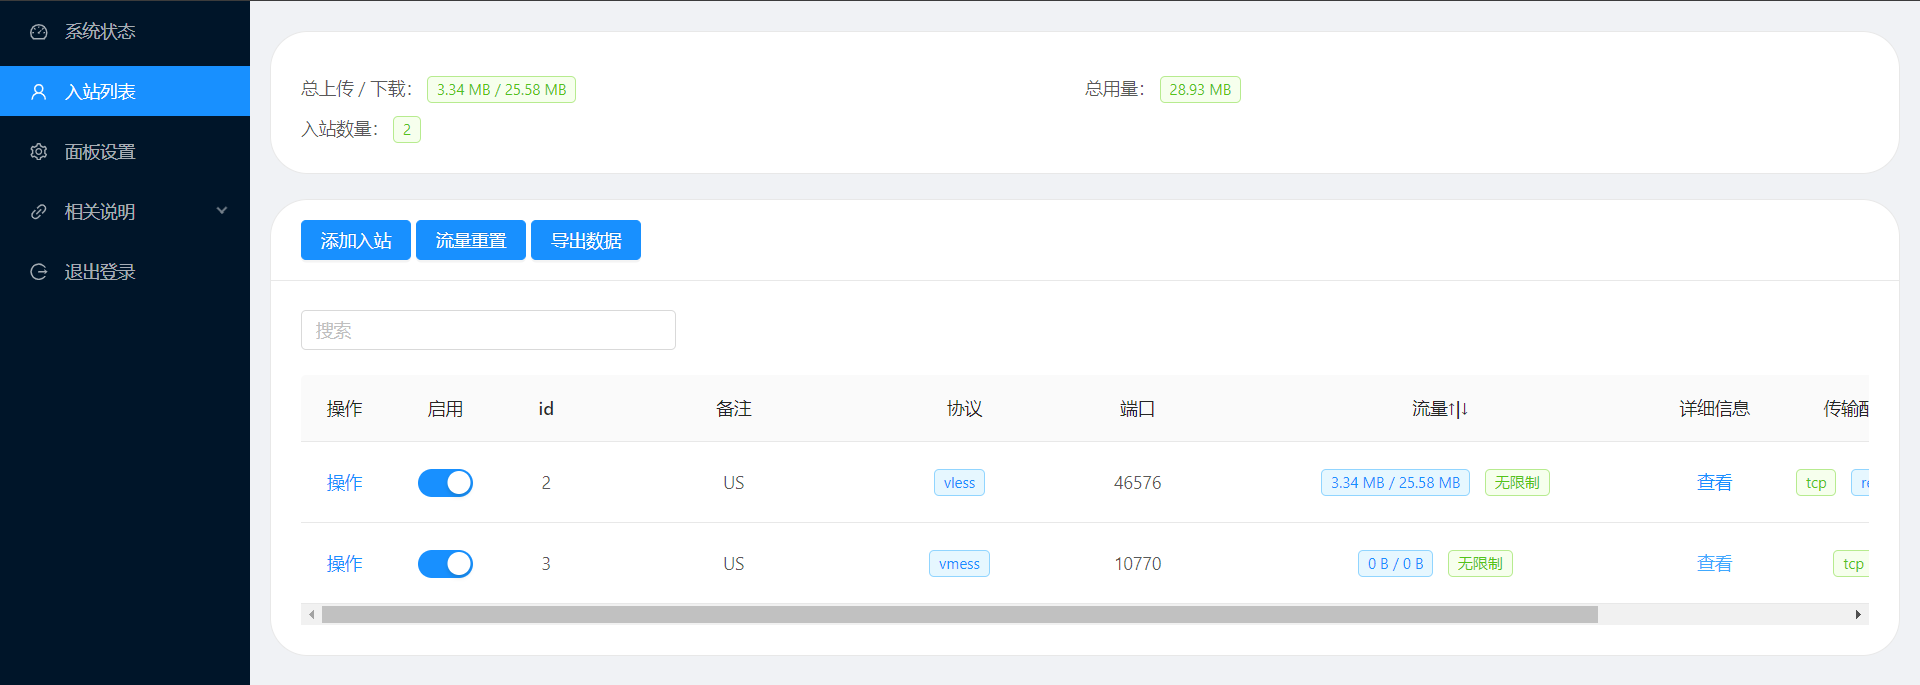 系统状态
入站列表
面板设置
相关说明
退出登录
总上传 / 下载： 3.34 MB / 25.58 MB
总用量： 28.93 MB
入站数量： 2
添加入站 流量重置 导出数据
搜索
操作 启用 id 备注 协议 端口 流量↑|↓ 详细信息 传输配
操作 2 US vless 46576 3.34 MB / 25.58 MB 无限制 查看 tcp re
操作 3 US vmess 10770 0 B / 0 B 无限制 查看 tcp